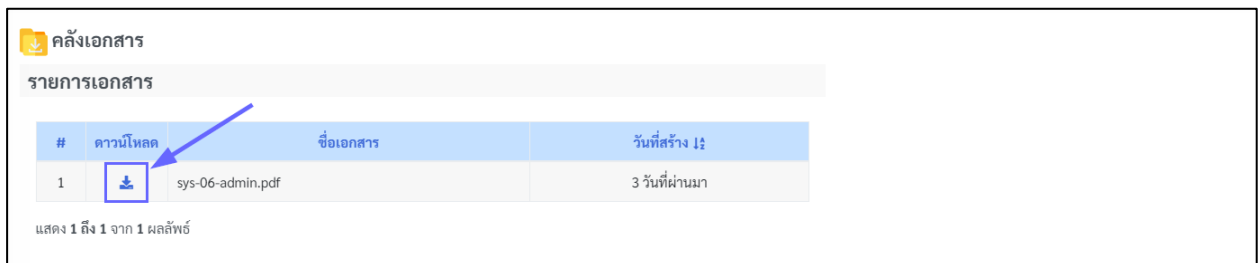 คลังเอกสาร
รายการเอกสาร
# ดาวน์โหลด ชื่อเอกสาร วันที่สร้าง
1 sys-06-admin.pdf 3 วันที่ผ่านมา
แสดง 1 ถึง 1 จาก 1 ผลลัพธ์